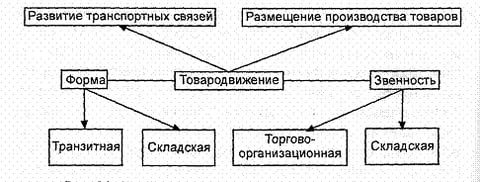 Развитие транспортных связей
Размещение производства товаров
Форма
Товародвижение
Звенность
Транзитная
Складская
Торгово-
организационная
Складская